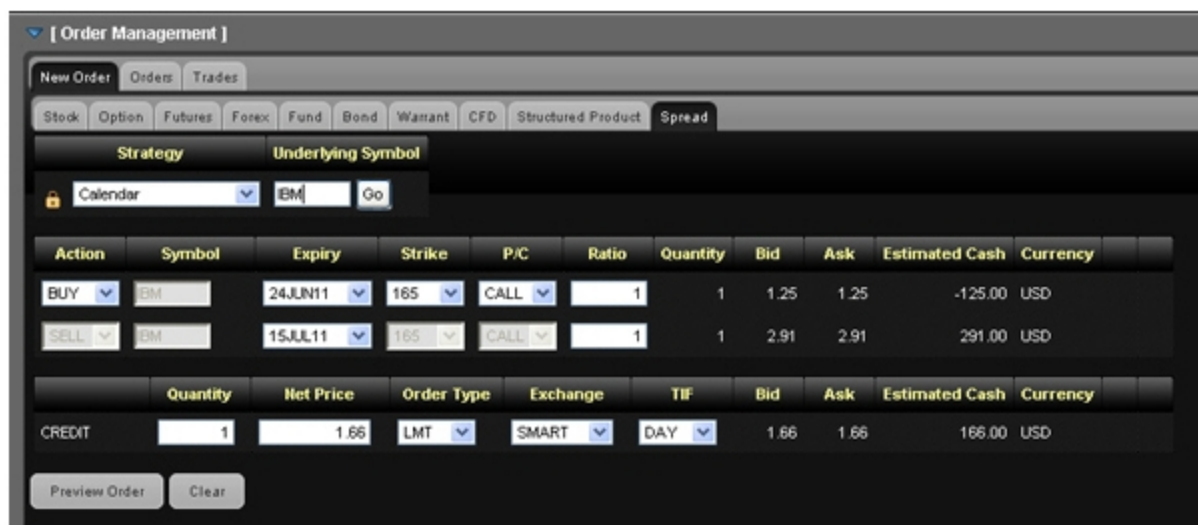 [ Order Management ]
New Order Orders Trades
Stock Option Futures Forex Fund Bond Warrant CFD Structured Product Spread
Strategy Underlying Symbol
Calendar IBM Go
Action Symbol Expiry Strike P/C Ratio Quantity Bid Ask Estimated Cash Currency
BUY IBM 24JUN11 165 CALL 1 1 1.25 1.25 -125.00 USD
SELL IBM 15JUL11 165 CALL 1 1 2.91 2.91 291.00 USD
Quantity Net Price Order Type Exchange TIF Bid Ask Estimated Cash Currency
CREDIT 1 1.66 LMT SMART DAY 1.66 1.66 166.00 USD
Preview Order Clear